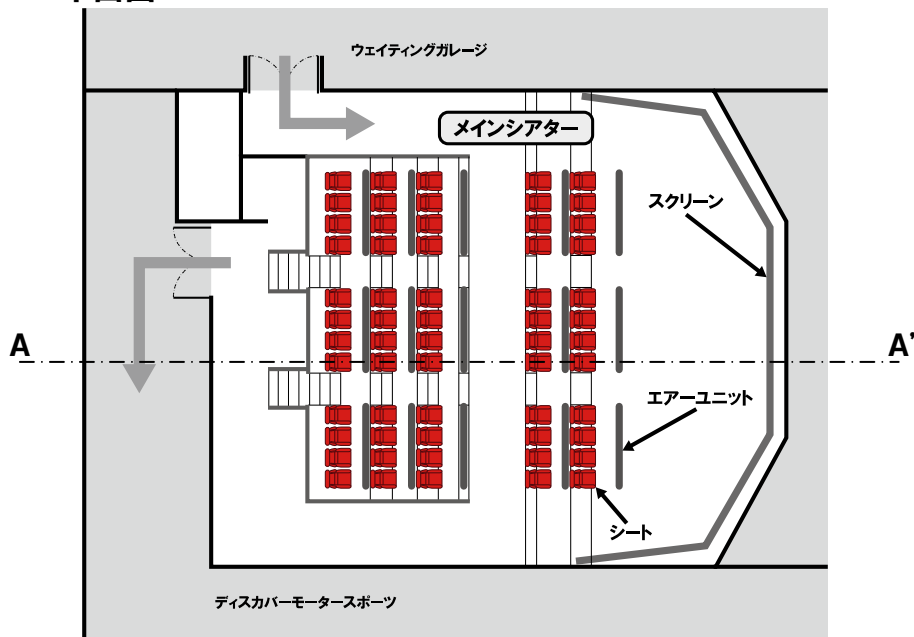 ウェイティングガレージ
メインシアター
スクリーン
A
A'
エアーユニット
シート
ディスカバーモータースポーツ